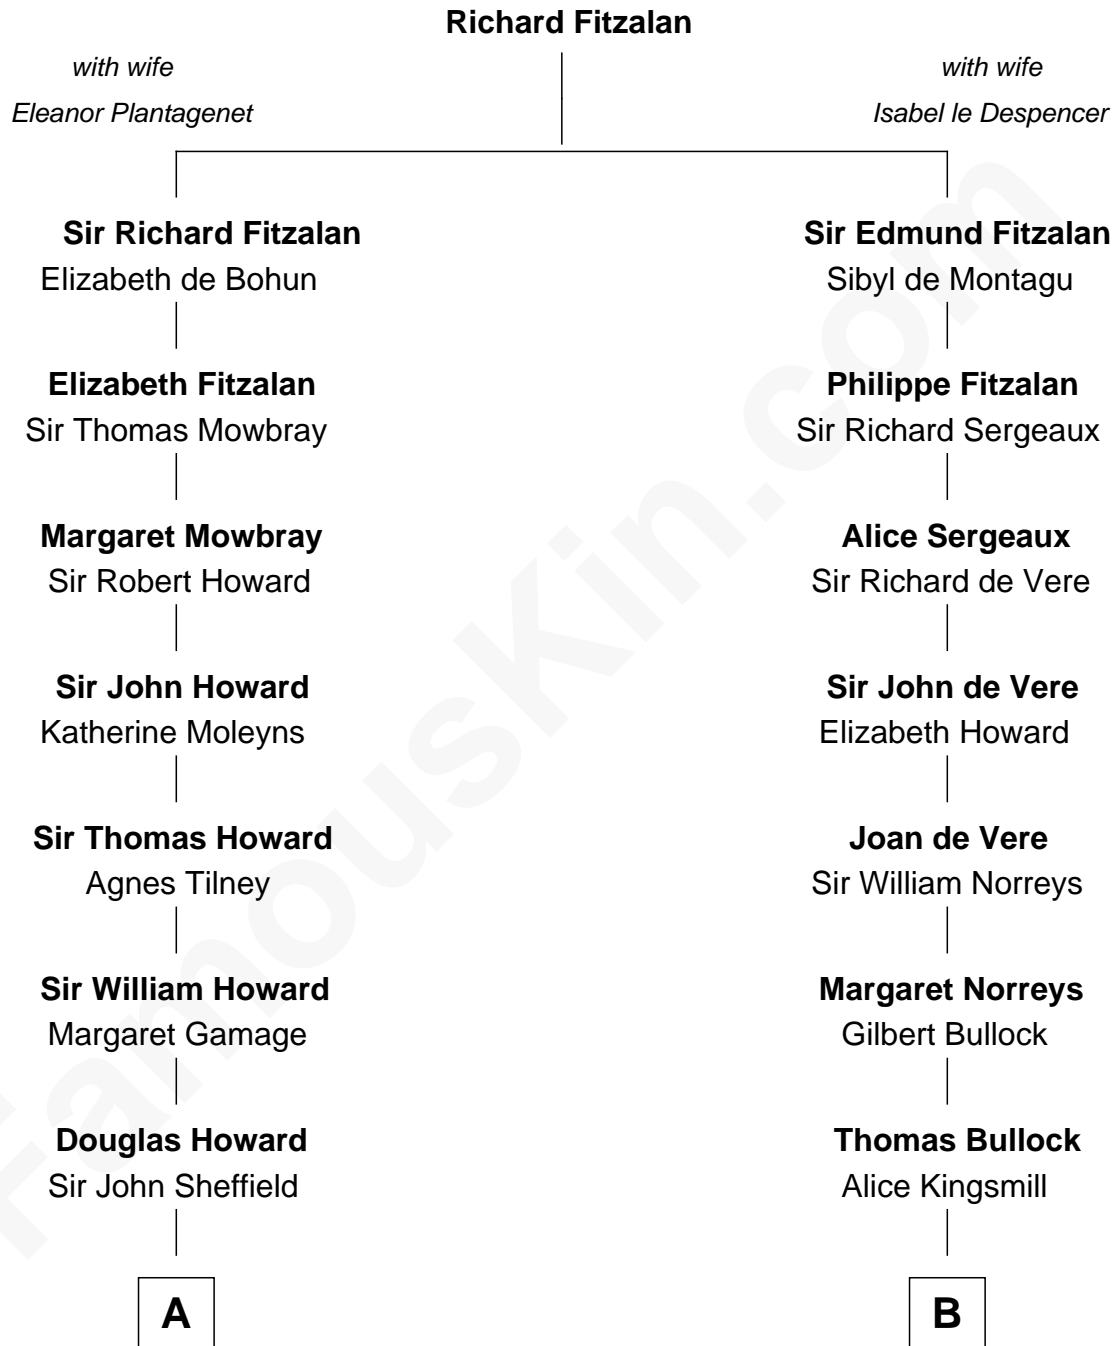 Richard Fitzalan
with wife
Eleanor Plantagenet
with wife
Isabel le Despencer
Sir Richard Fitzalan
Elizabeth de Bohun
Sir Edmund Fitzalan
Sibyl de Montagu
Elizabeth Fitzalan
Sir Thomas Mowbray
Philippe Fitzalan
Sir Richard Sergeaux
Margaret Mowbray
Sir Robert Howard
Alice Sergeaux
Sir Richard de Vere
Sir John Howard
Katherine Moleyns
Sir John de Vere
Elizabeth Howard
Sir Thomas Howard
Agnes Tilney
Joan de Vere
Sir William Norreys
Sir William Howard
Margaret Gamage
Margaret Norreys
Gilbert Bullock
Douglas Howard
Sir John Sheffield
Thomas Bullock
Alice Kingsmill
A
B
FamousKin.com